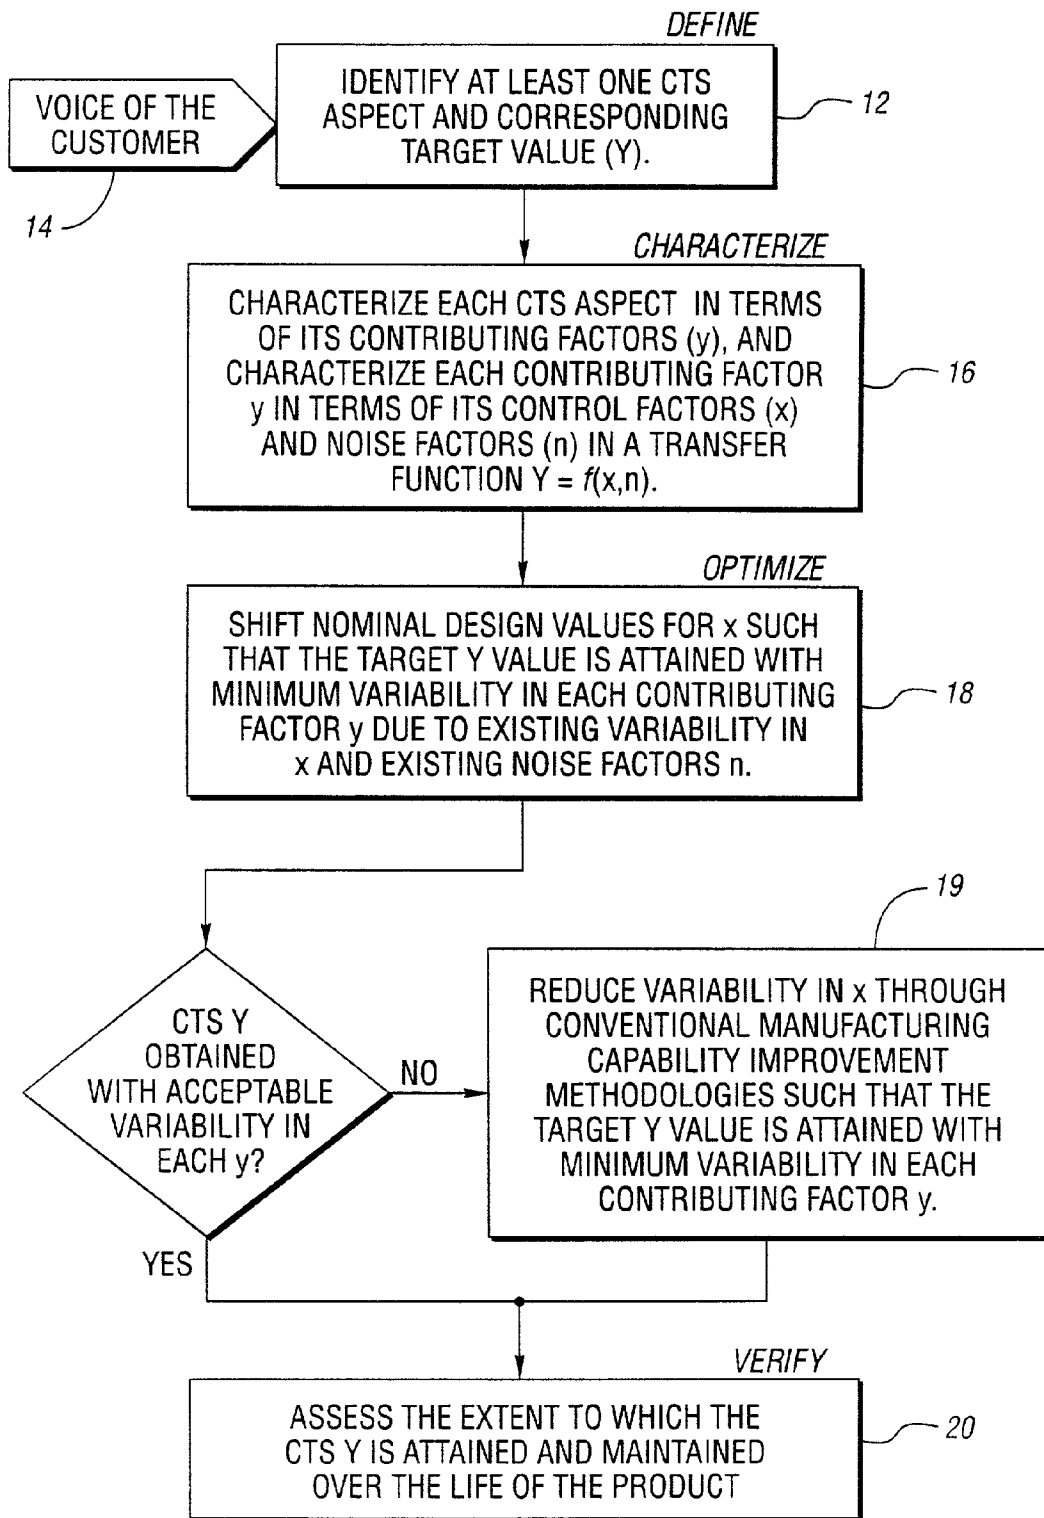 DEFINE
VOICE OF THE
CUSTOMER
14
IDENTIFY AT LEAST ONE CTS
ASPECT AND CORRESPONDING
TARGET VALUE (Y).
12
CHARACTERIZE
CHARACTERIZE EACH CTS ASPECT IN TERMS
OF ITS CONTRIBUTING FACTORS (y), AND
CHARACTERIZE EACH CONTRIBUTING FACTOR
y IN TERMS OF ITS CONTROL FACTORS (x)
AND NOISE FACTORS (n) IN A TRANSFER
FUNCTION Y = f(x,n).
16
OPTIMIZE
SHIFT NOMINAL DESIGN VALUES FOR x SUCH
THAT THE TARGET Y VALUE IS ATTAINED WITH
MINIMUM VARIABILITY IN EACH CONTRIBUTING
FACTOR y DUE TO EXISTING VARIABILITY IN
x AND EXISTING NOISE FACTORS n.
18
CTS Y
OBTAINED
WITH ACCEPTABLE
VARIABILITY IN
EACH y?
NO
YES
19
REDUCE VARIABILITY IN x THROUGH
CONVENTIONAL MANUFACTURING
CAPABILITY IMPROVEMENT
METHODOLOGIES SUCH THAT THE
TARGET Y VALUE IS ATTAINED WITH
MINIMUM VARIABILITY IN EACH
CONTRIBUTING FACTOR y.
VERIFY
ASSESS THE EXTENT TO WHICH THE
CTS Y IS ATTAINED AND MAINTAINED
OVER THE LIFE OF THE PRODUCT
20